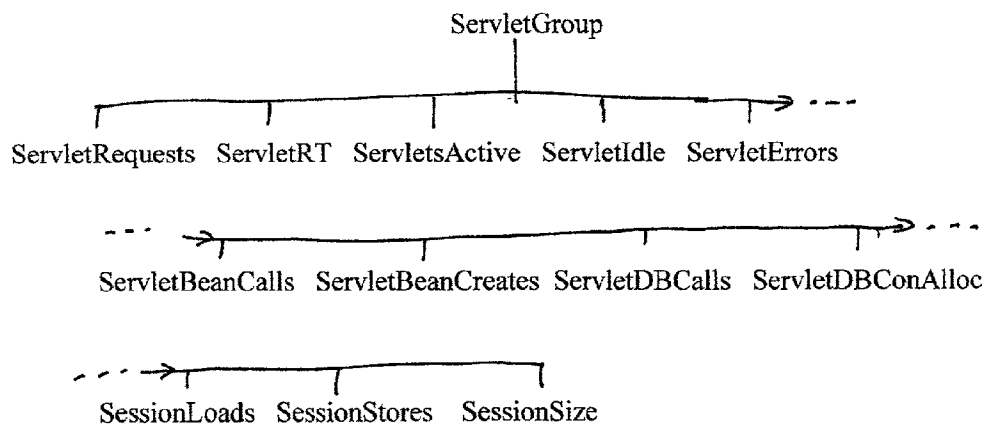 ServletGroup
ServletRequests ServletRT ServletsActive ServletIdle ServletErrors
ServletBeanCalls ServletBeanCreates ServletDBCalls ServletDBConAlloc
SessionLoads SessionStores SessionSize